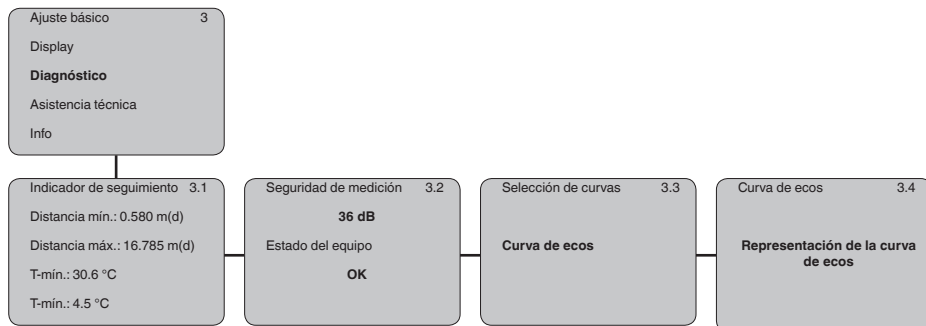 Ajuste básico 3
Display
Diagnóstico
Asistencia técnica
Info
Indicador de seguimiento 3.1
Distancia mín.: 0.580 m(d)
Distancia máx.: 16.785 m(d)
T-mín.: 30.6 °C
T-mín.: 4.5 °C
Seguridad de medición 3.2
36 dB
Estado del equipo
OK
Selección de curvas 3.3
Curva de ecos
Curva de ecos 3.4
Representación de la curva
de ecos